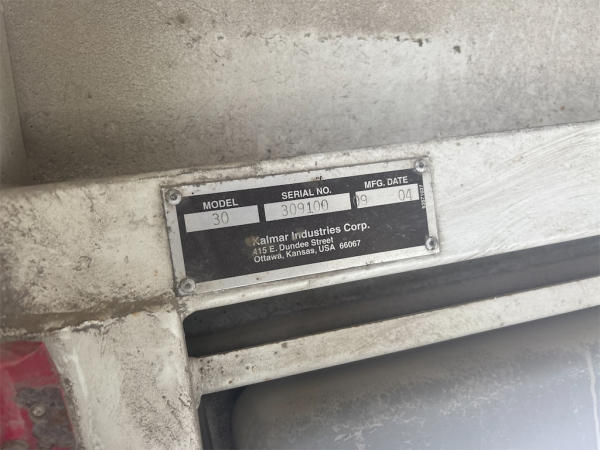 MODEL SERIAL NO. MFG. DATE
30 309100 09 04
Kalmar Industries Corp.
415 E. Dundee Street
Ottawa, Kansas, USA 66067